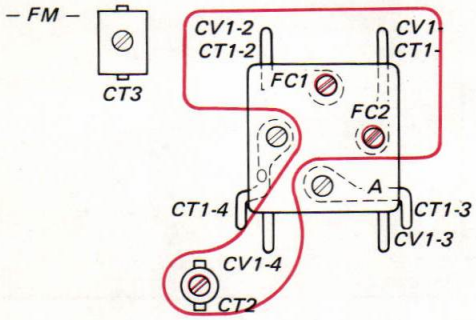 – FM –
CT3
CV1-2
CT1-2
CV1-
CT1-
FC1
FC2
O
A
CT1-4
CT1-3
CV1-3
CV1-4
CT2